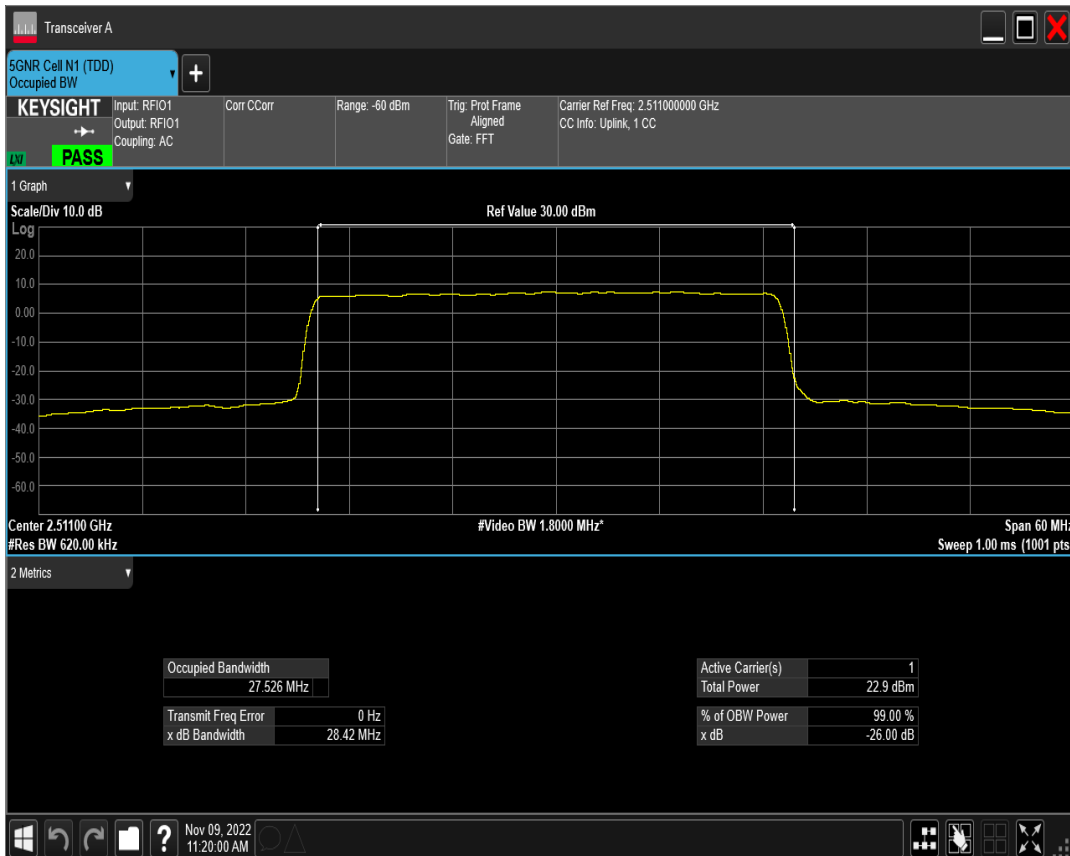 Transceiver A
5GNR Cell N1 (TDD)
Occupied BW
+
KEYSIGHT
LXI
PASS
Input: RFIO1
Output: RFIO1
Coupling: AC
Corr CCorr
Range: -60 dBm
Trig: Prot Frame
Aligned
Gate: FFT
Carrier Ref Freq: 2.511000000 GHz
CC Info: Uplink, 1 CC
1 Graph
Scale/Div 10.0 dB
Ref Value 30.00 dBm
Log
20.0
10.0
0.00
-10.0
-20.0
-30.0
-40.0
-50.0
-60.0
Center 2.51100 GHz
#Video BW 1.8000 MHz*
Span 60 MHz
#Res BW 620.00 kHz
Sweep 1.00 ms (1001 pts
2 Metrics
Occupied Bandwidth
27.526 MHz
Transmit Freq Error 0 Hz
x dB Bandwidth 28.42 MHz
Active Carrier(s) 1
Total Power 22.9 dBm
% of OBW Power 99.00 %
x dB -26.00 dB
?
Nov 09, 2022
11:20:00 AM